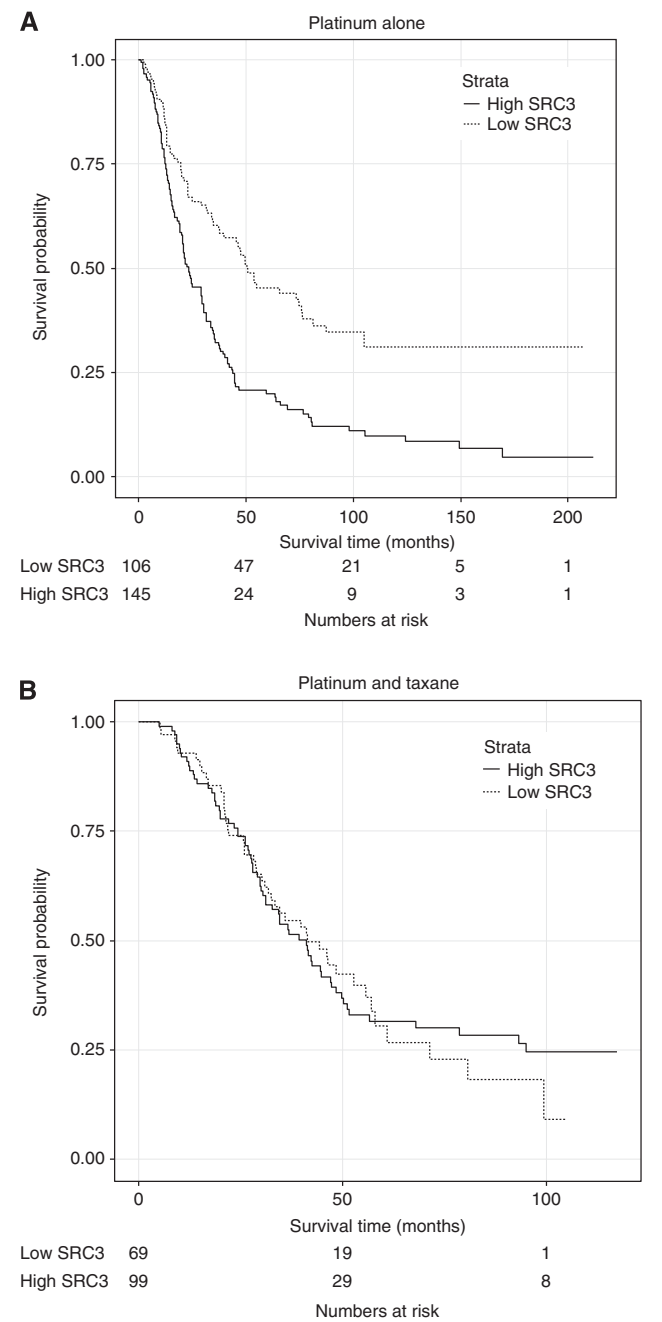 A
Platinum alone
Strata
High SRC3
Low SRC3
Survival probability
1.00
0.75
0.50
0.25
0.00
0 50 100 150 200
Survival time (months)
Low SRC3 106 47 21 5 1
High SRC3 145 24 9 3 1
Numbers at risk
B
Platinum and taxane
Strata
High SRC3
Low SRC3
Survival probability
1.00
0.75
0.50
0.25
0.00
0 50 100
Survival time (months)
Low SRC3 69 19 1
High SRC3 99 29 8
Numbers at risk